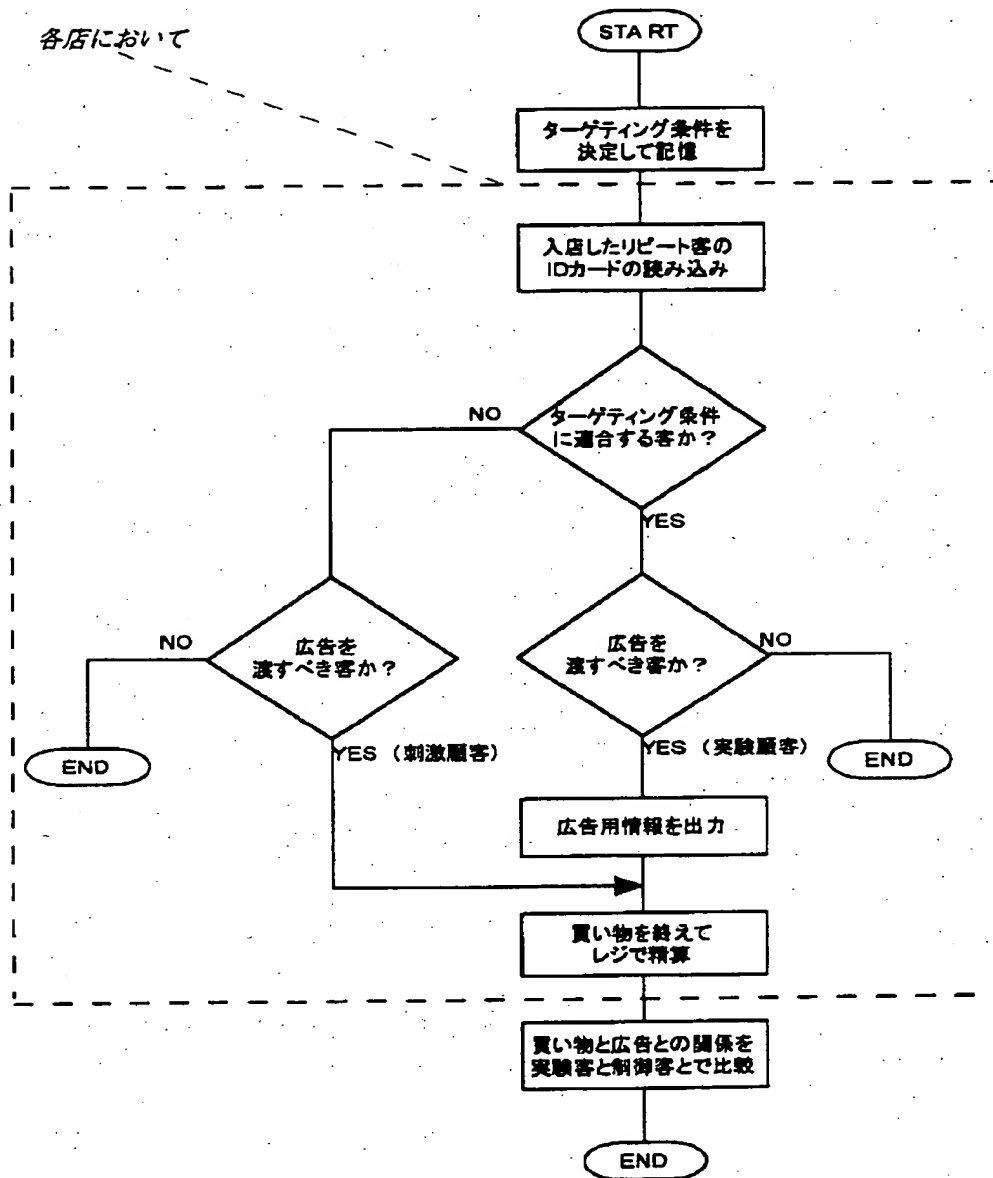 各店において
START
ターゲティング条件を
決定して記憶
入店したリピート客の
IDカードの読み込み
NO
ターゲティング条件
に適合する客か？
YES
NO
広告を
渡すべき客か？
広告を
渡すべき客か？
NO
END
YES（刺激顧客）
YES（実験顧客）
END
広告用情報を出力
買い物を終えて
レジで精算
買い物と広告との関係を
実験客と制御客とで比較
END